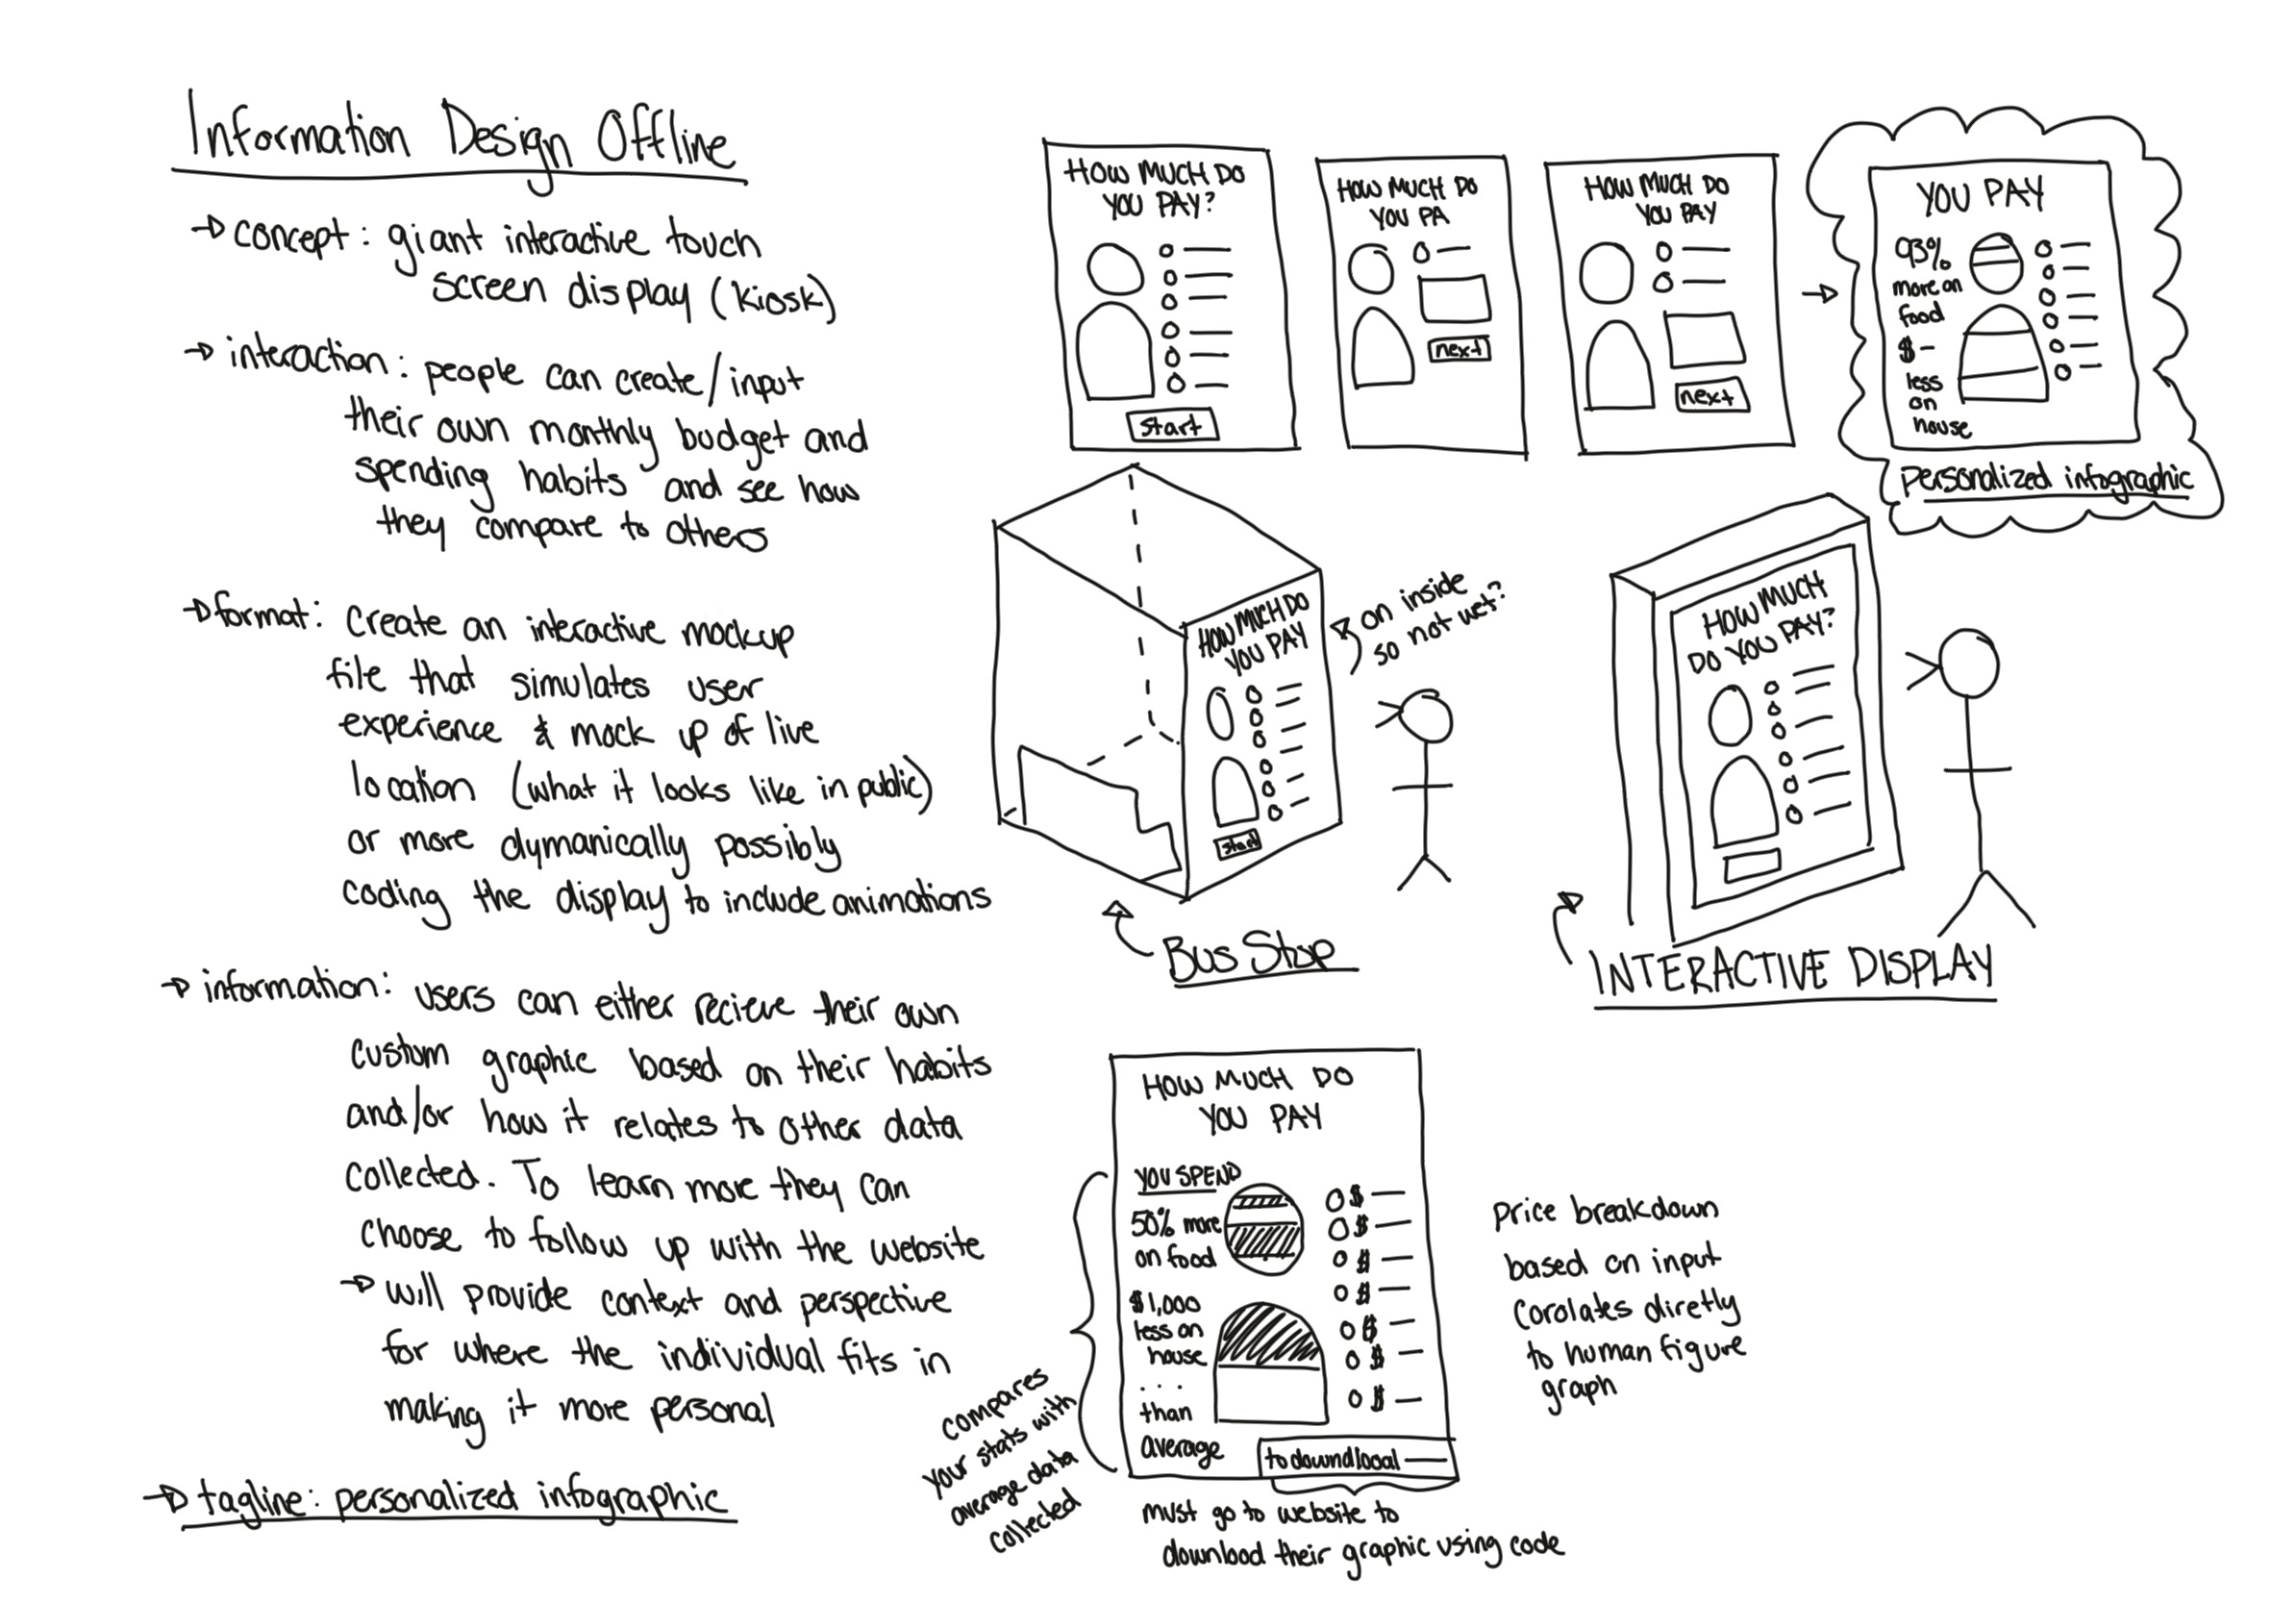 Information Design Offline
→ concept: giant interactive touch
screen display (kiosk)
→ interaction: people can create/input
their own monthly budget and
spending habits and see how
they compare to others
→ format: create an interactive mockup
file that simulates user
experience & mock up of live
location (what it looks like in public)
or more dymanically possibly
coding the display to include animations
→ information: users can either recieve their own
custom graphic based on their habits
and/or how it relates to other data
collected. To learn more they can
choose to follow up with the website
→ will provide context and perspective
for where the individual fits in
making it more personal
→ tagline: personalized infographic
HOW MUCH DO
YOU PAY?
start
HOW MUCH DO
YOU PA
next
HOW MUCH DO
YOU PAY
next
→
YOU PAY
93%
more on
food
$ -
less
on
house
personalized infographic
HOW MUCH DO
YOU PAY
start
on inside
so not wet?
BUS STOP
HOW MUCH
DO YOU PAY?
INTERACTIVE DISPLAY
HOW MUCH DO
YOU PAY
YOU SPEND
50% more
on food
$1,000
less on
house
...
than
average
$
$
$
$
$
$
$
to download
compares
your stats with
average data
collected
must go to website to
download their graphic using code
price breakdown
based on input
corolates diretly
to human figure
graph